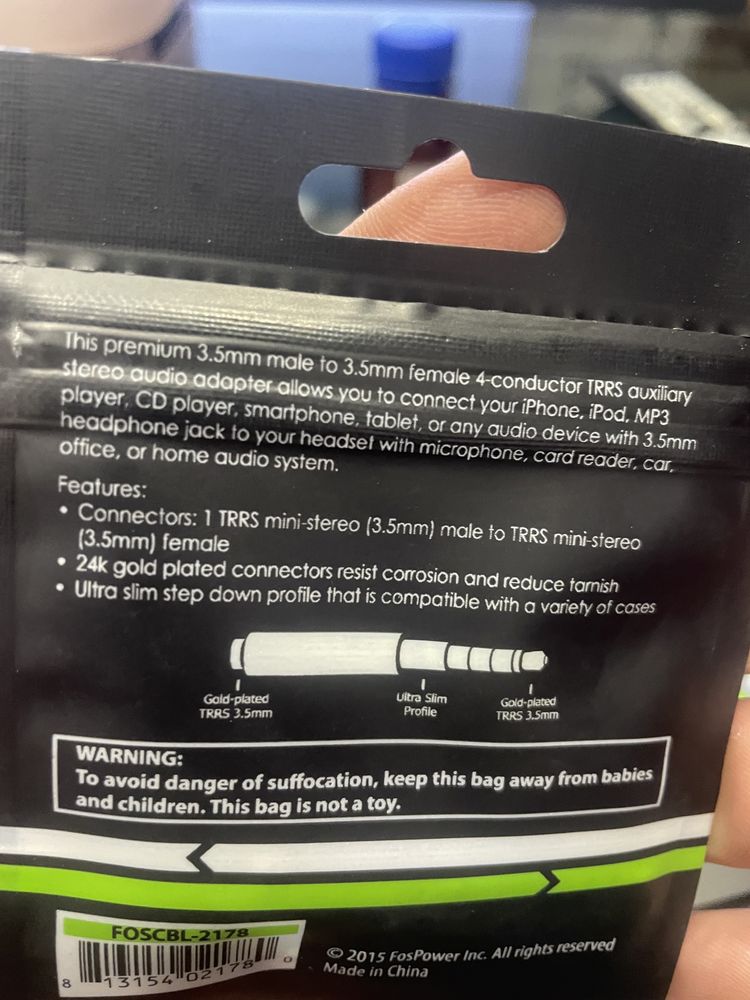 This premium 3.5mm male to 3.5mm female 4-conductor TRRS auxiliary
stereo audio adapter allows you to connect your iPhone, iPod, MP3
player, CD player, smartphone, tablet, or any audio device with 3.5mm
headphone jack to your headset with microphone, card reader, car,
office, or home audio system.
Features:
• Connectors: 1 TRRS mini-stereo (3.5mm) male to TRRS mini-stereo
(3.5mm) female
• 24k gold plated connectors resist corrosion and reduce tarnish
• Ultra slim step down profile that is compatible with a variety of cases
Gold-plated
TRRS 3.5mm
Ultra Slim
Profile
Gold-plated
TRRS 3.5mm
WARNING:
To avoid danger of suffocation, keep this bag away from babies
and children. This bag is not a toy.
FOSCBL-2178
8 13154 02178 0
© 2015 FosPower Inc. All rights reserved
Made in China